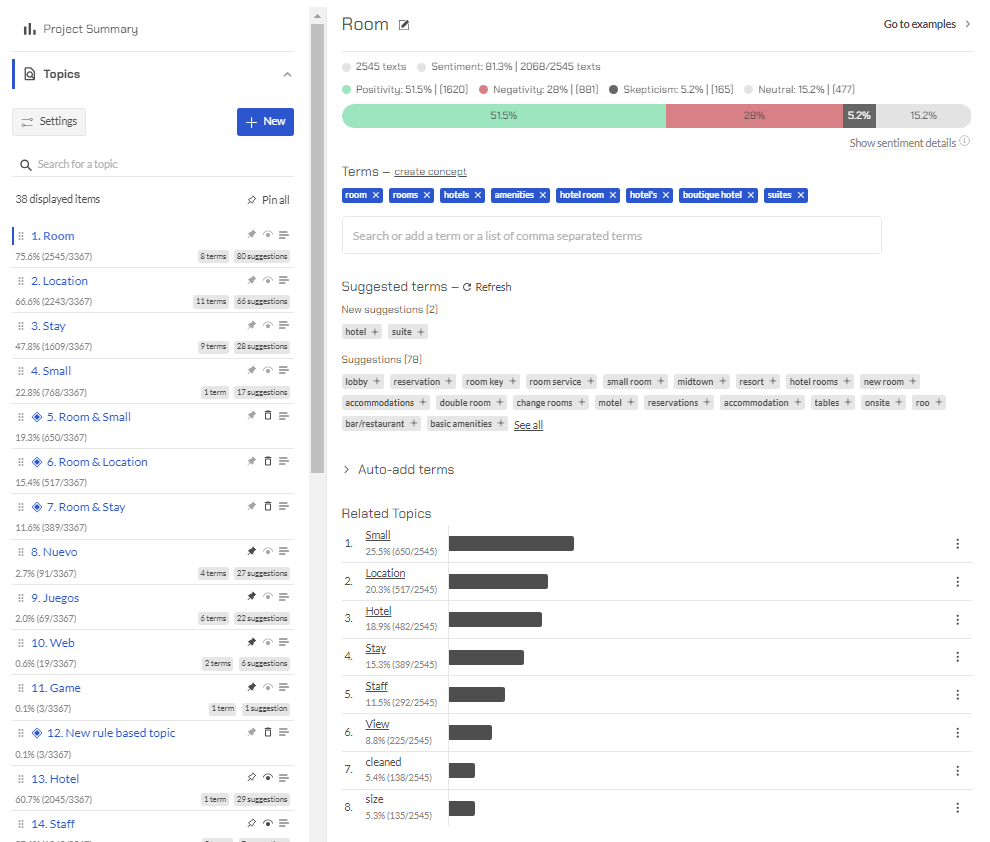 Project Summary
Topics
Settings
New
Search for a topic
38 displayed items
Pin all
1. Room
75.6% (2545/3367)
8 terms
80 suggestions
2. Location
66.6% (2243/3367)
11 terms
66 suggestions
3. Stay
47.8% (1609/3367)
9 terms
28 suggestions
4. Small
22.8% (768/3367)
1 term
17 suggestions
5. Room & Small
19.3% (650/3367)
6. Room & Location
15.4% (517/3367)
7. Room & Stay
11.6% (389/3367)
8. Nuevo
2.7% (91/3367)
4 terms
27 suggestions
9. Juegos
2.0% (69/3367)
6 terms
22 suggestions
10. Web
0.6% (19/3367)
2 terms
6 suggestions
11. Game
0.1% (3/3367)
1 term
1 suggestion
12. New rule based topic
0.1% (3/3367)
13. Hotel
60.7% (2045/3367)
1 term
29 suggestions
14. Staff
Room
Go to examples
2545 texts
Sentiment: 81.3% | 2068/2545 texts
Positivity: 51.5% | (1620)
Negativity: 28% | (881)
Skepticism: 5.2% | (165)
Neutral: 15.2% | (477)
51.5%
28%
5.2%
15.2%
Show sentiment details
Terms – create concept
room ×
rooms ×
hotels ×
amenities ×
hotel room ×
hotel's ×
boutique hotel ×
suites ×
Search or add a term or a list of comma separated terms
Suggested terms – Refresh
New suggestions (2)
hotel +
suite +
Suggestions (78)
lobby + reservation + room key + room service + small room + midtown + resort + hotel rooms + new room +
accommodations + double room + change rooms + motel + reservations + accommodation + tables + onsite + roo +
bar/restaurant + basic amenities + See all
Auto-add terms
Related Topics
1. Small
25.5% (650/2545)
2. Location
20.3% (517/2545)
3. Hotel
18.9% (482/2545)
4. Stay
15.3% (389/2545)
5. Staff
11.5% (292/2545)
6. View
8.8% (225/2545)
7. cleaned
5.4% (138/2545)
8. size
5.3% (135/2545)